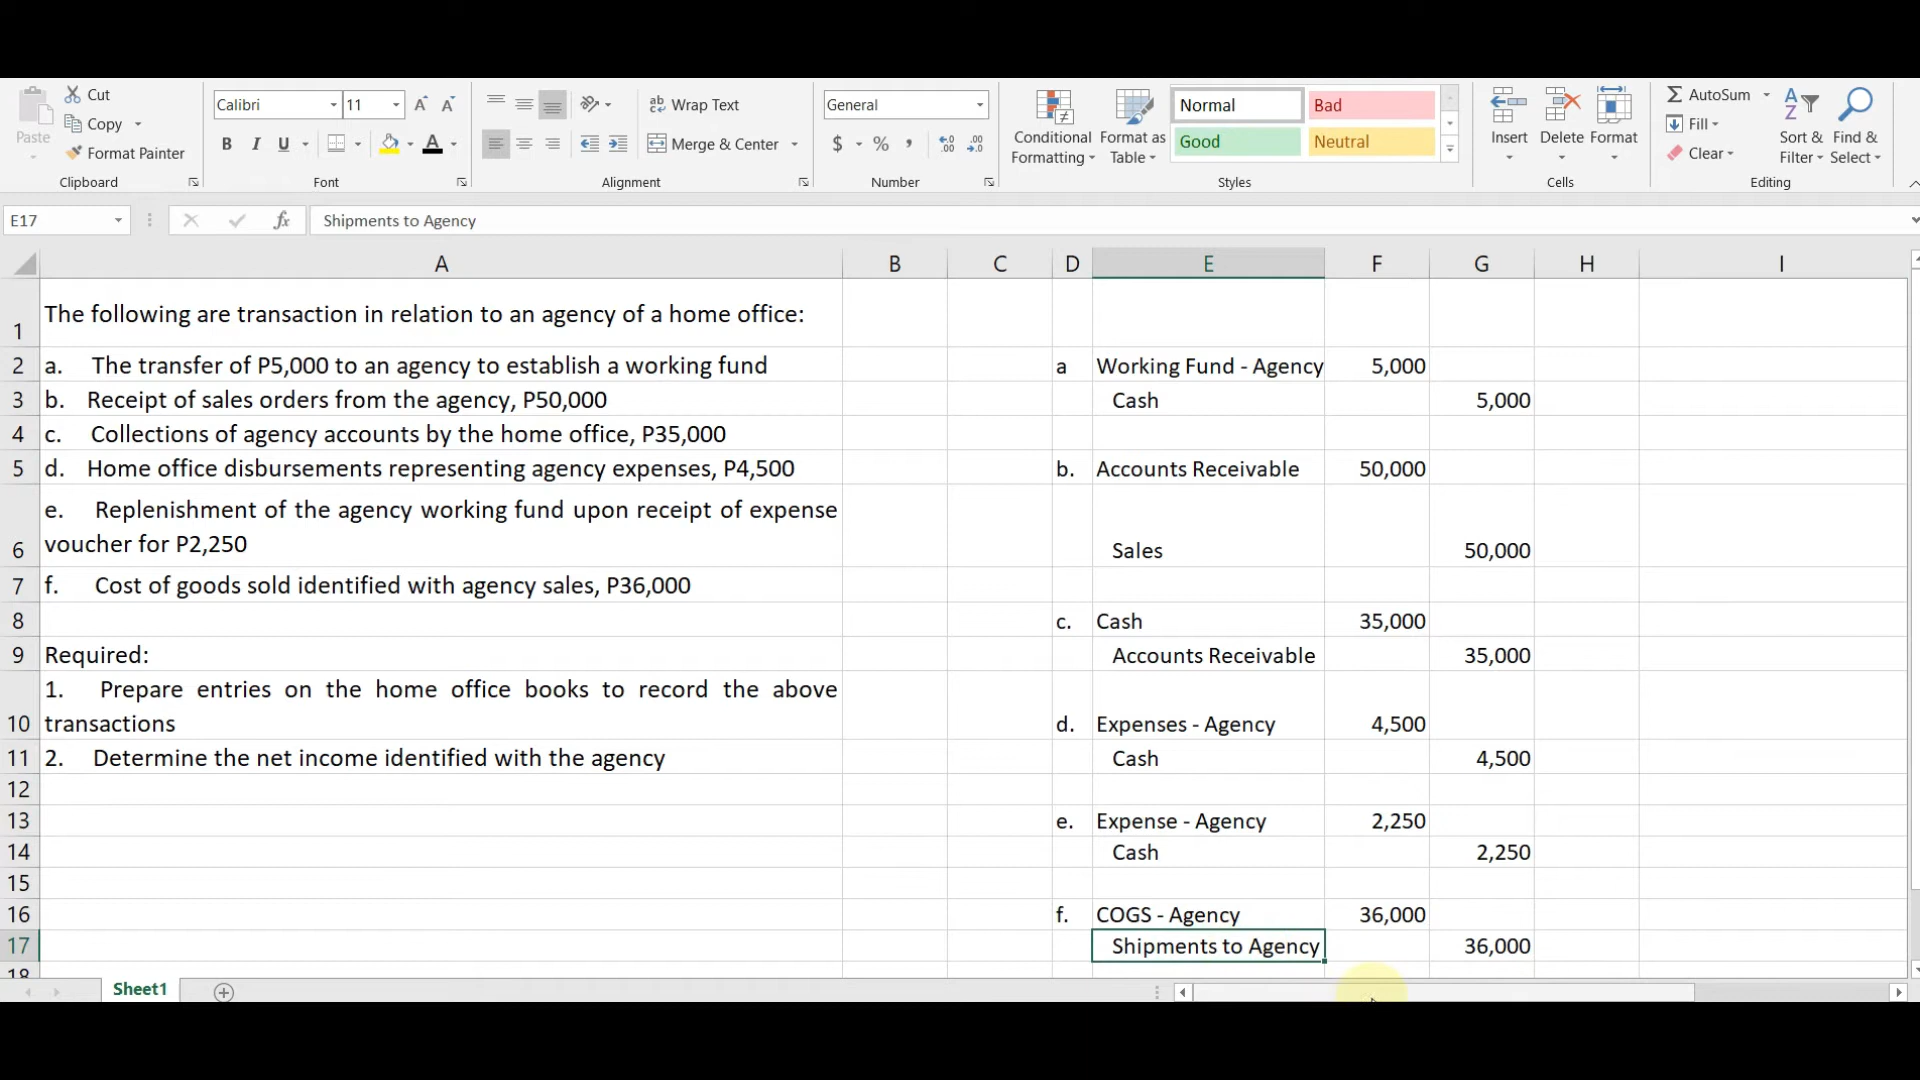 Cut
Copy
Format Painter
Paste
Clipboard
Calibri
11
B I U
A
Font
Wrap Text
Merge & Center
Alignment
General
$ % ,
Number
Conditional
Formatting
Format as
Table
Normal
Bad
Good
Neutral
Styles
Insert
Delete
Format
Cells
AutoSum
Fill
Clear
Sort &
Filter
Find &
Select
Editing
E17
fx
Shipments to Agency
A B C D E F G H I
1 The following are transaction in relation to an agency of a home office:
2 a. The transfer of P5,000 to an agency to establish a working fund a Working Fund - Agency 5,000
3 b. Receipt of sales orders from the agency, P50,000 Cash 5,000
4 c. Collections of agency accounts by the home office, P35,000
5 d. Home office disbursements representing agency expenses, P4,500 b. Accounts Receivable 50,000
e. Replenishment of the agency working fund upon receipt of expense
6 voucher for P2,250 Sales 50,000
7 f. Cost of goods sold identified with agency sales, P36,000
8 c. Cash 35,000
9 Required: Accounts Receivable 35,000
1. Prepare entries on the home office books to record the above
10 transactions d. Expenses - Agency 4,500
11 2. Determine the net income identified with the agency Cash 4,500
12
13 e. Expense - Agency 2,250
14 Cash 2,250
15
16 f. COGS - Agency 36,000
17 Shipments to Agency 36,000
18
Sheet1